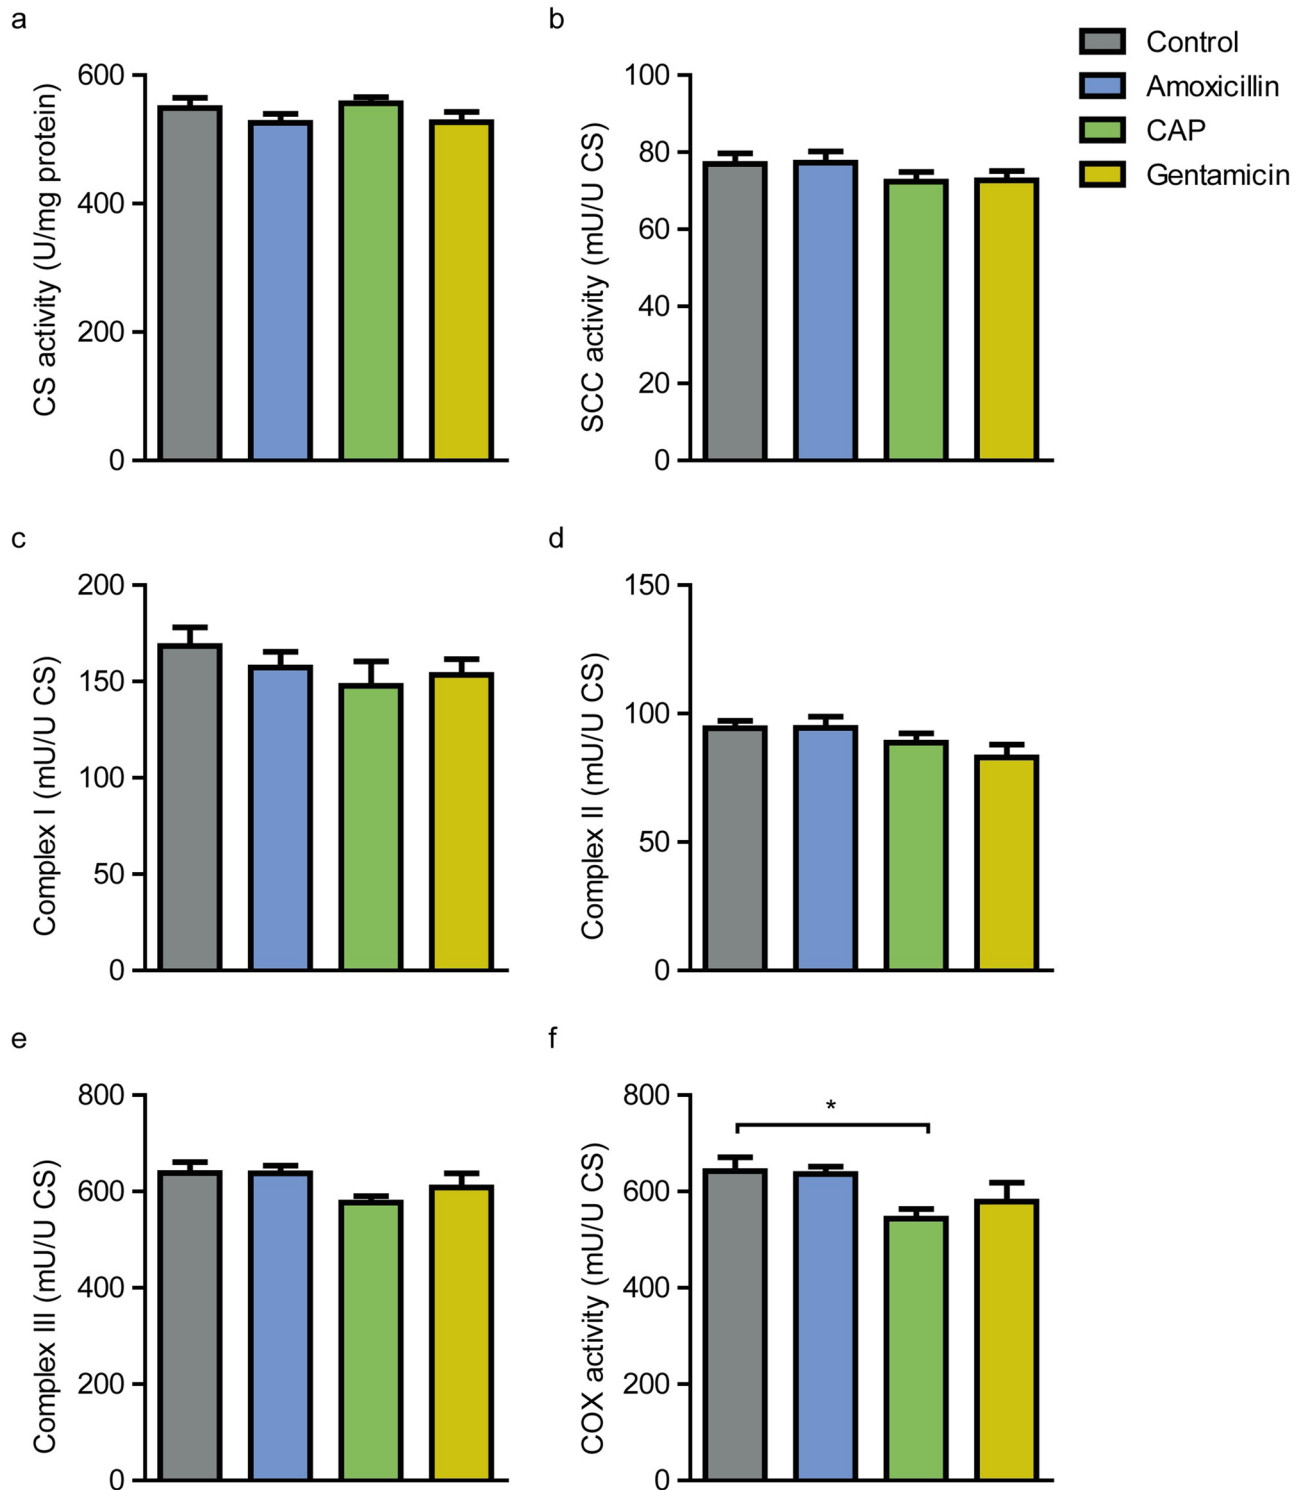 a
CS activity (U/mg protein)
600
400
200
0
b
SCC activity (mU/U CS)
100
80
60
40
20
0
Control
Amoxicillin
CAP
Gentamicin
c
Complex I (mU/U CS)
200
150
100
50
0
d
Complex II (mU/U CS)
150
100
50
0
e
Complex III (mU/U CS)
800
600
400
200
0
f
COX activity (mU/U CS)
800
600
400
200
0
*